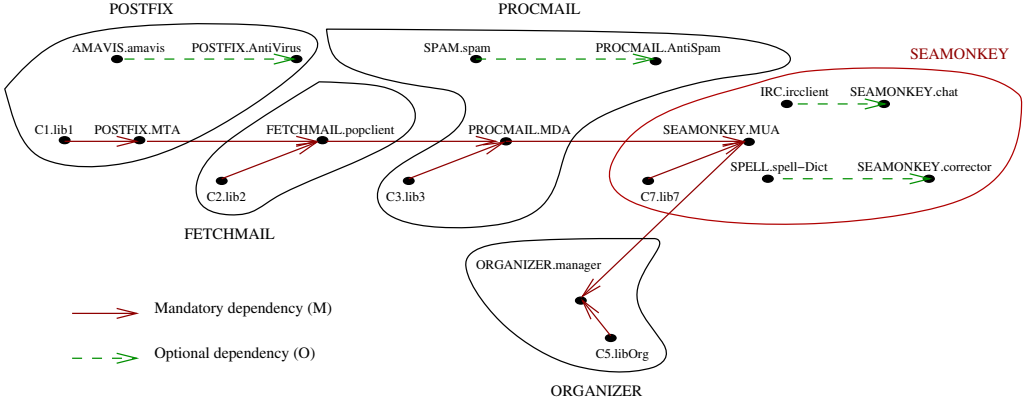 POSTFIX
PROCMAIL
AMAVIS.amavis
POSTFIX.AntiVirus
SPAM.spam
PROCMAIL.AntiSpam
SEAMONKEY
IRC.ircclient
SEAMONKEY.chat
C1.lib1
POSTFIX.MTA
FETCHMAIL.popclient
PROCMAIL.MDA
SEAMONKEY.MUA
SPELL.spell−Dict
SEAMONKEY.corrector
C2.lib2
C3.lib3
C7.lib7
FETCHMAIL
ORGANIZER.manager
Mandatory dependency (M)
Optional dependency (O)
C5.libOrg
ORGANIZER